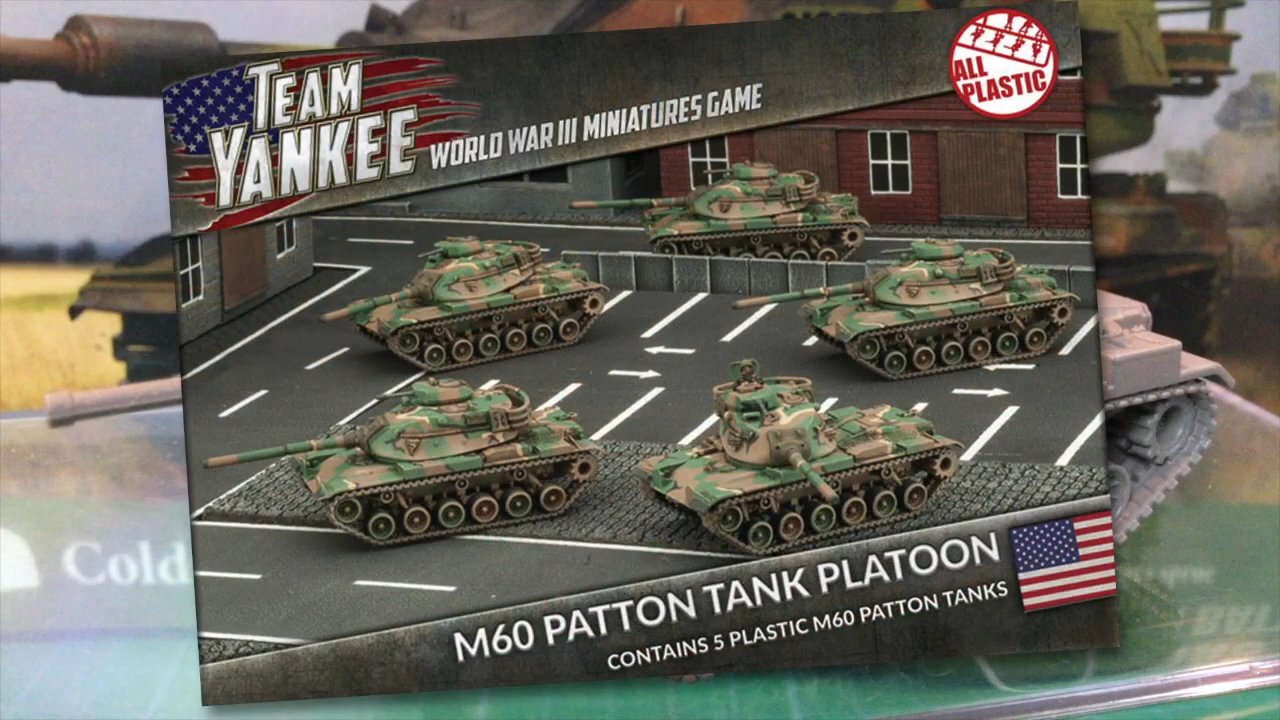 TEAM
YANKEE
WORLD WAR III MINIATURES GAME
ALL
PLASTIC
M60 PATTON TANK PLATOON
CONTAINS 5 PLASTIC M60 PATTON TANKS
Cold